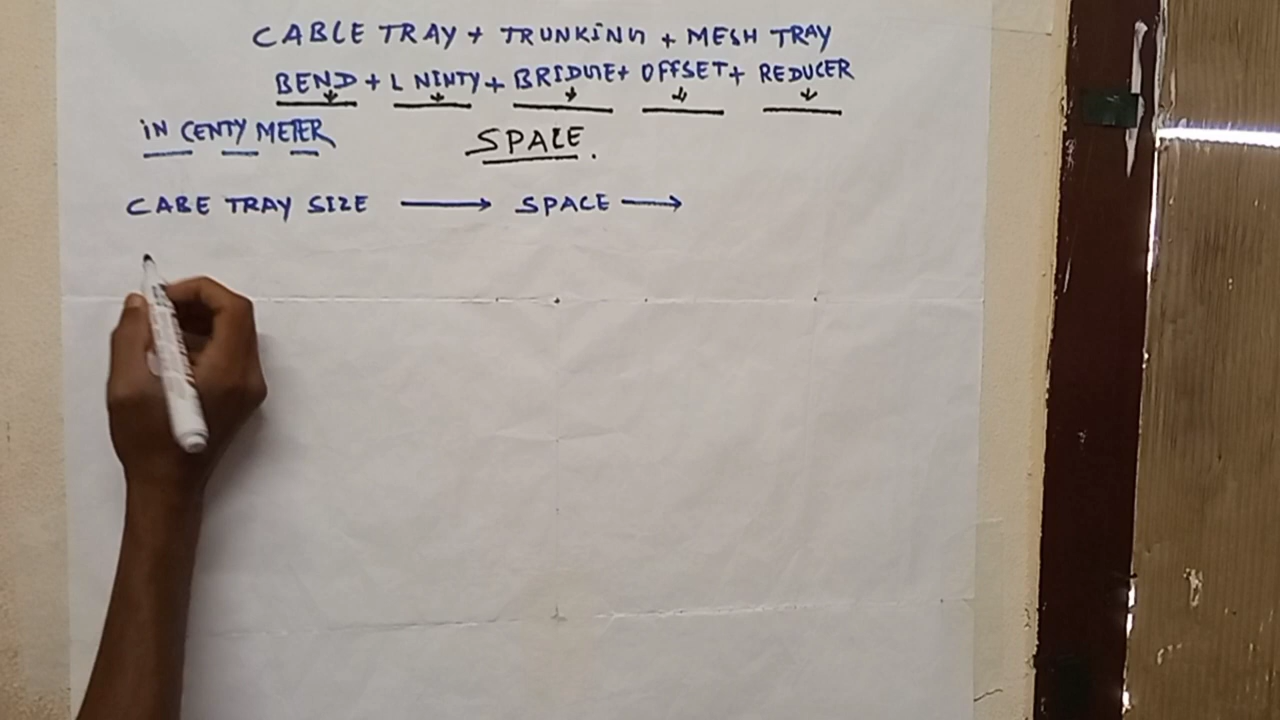 CABLE TRAY + TRUNKING + MESH TRAY
BEND + L NINTY + BRIDGE + OFFSET + REDUCER
IN CENTY METER
SPACE.
CABE TRAY SIZE → SPACE →